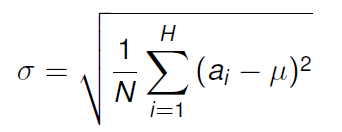 σ = √(1/N ∑_{i=1}^{H} (a_i − μ)²)